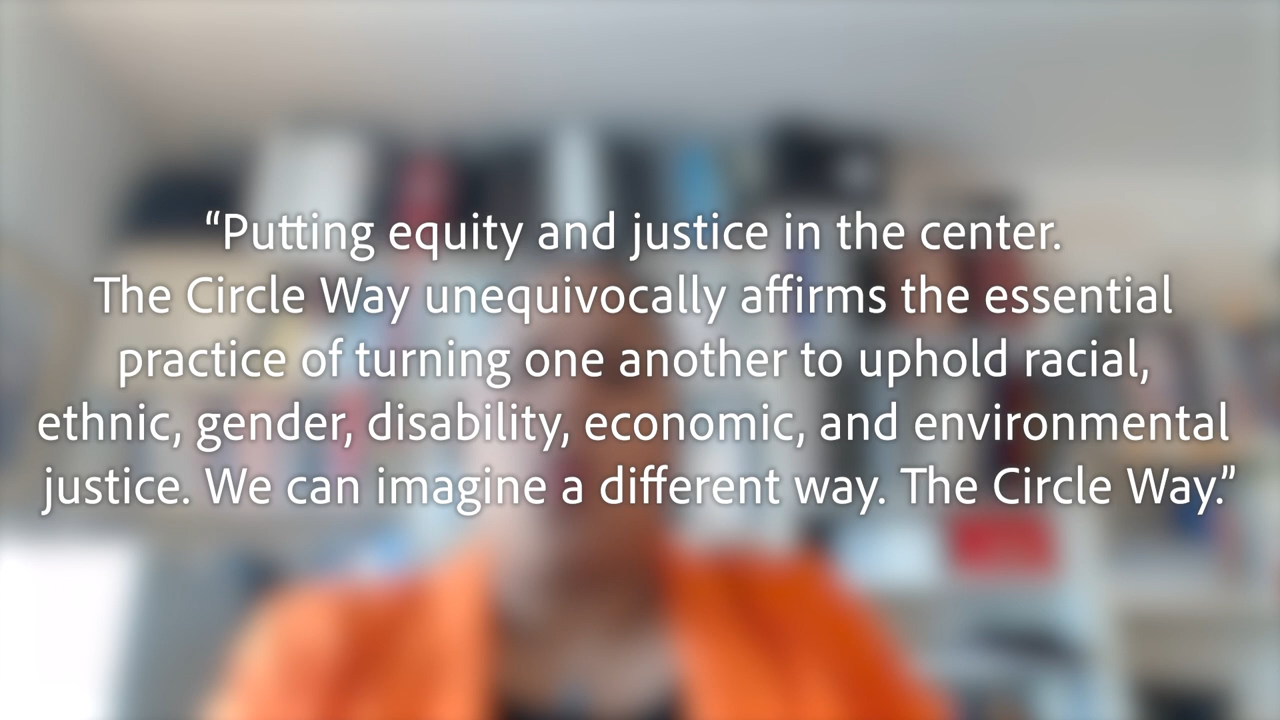 “Putting equity and justice in the center.
The Circle Way unequivocally affirms the essential
practice of turning one another to uphold racial,
ethnic, gender, disability, economic, and environmental
justice. We can imagine a different way. The Circle Way.”